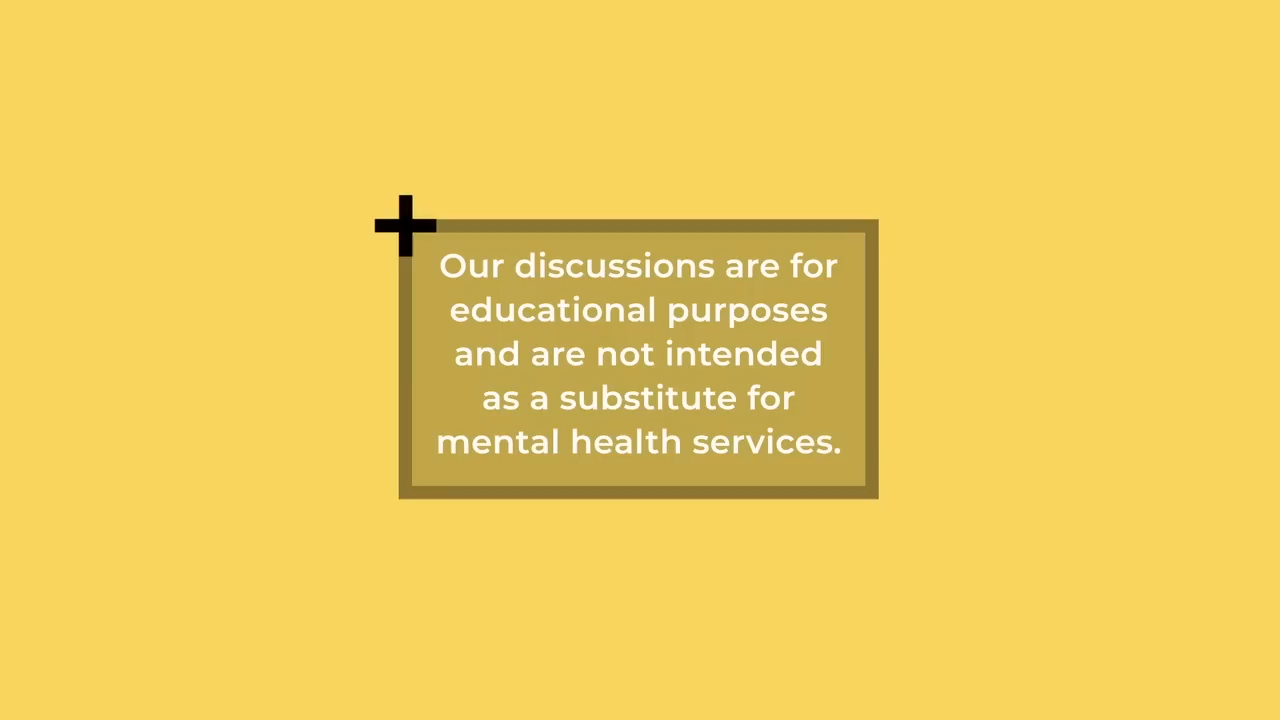 Our discussions are for
educational purposes
and are not intended
as a substitute for
mental health services.